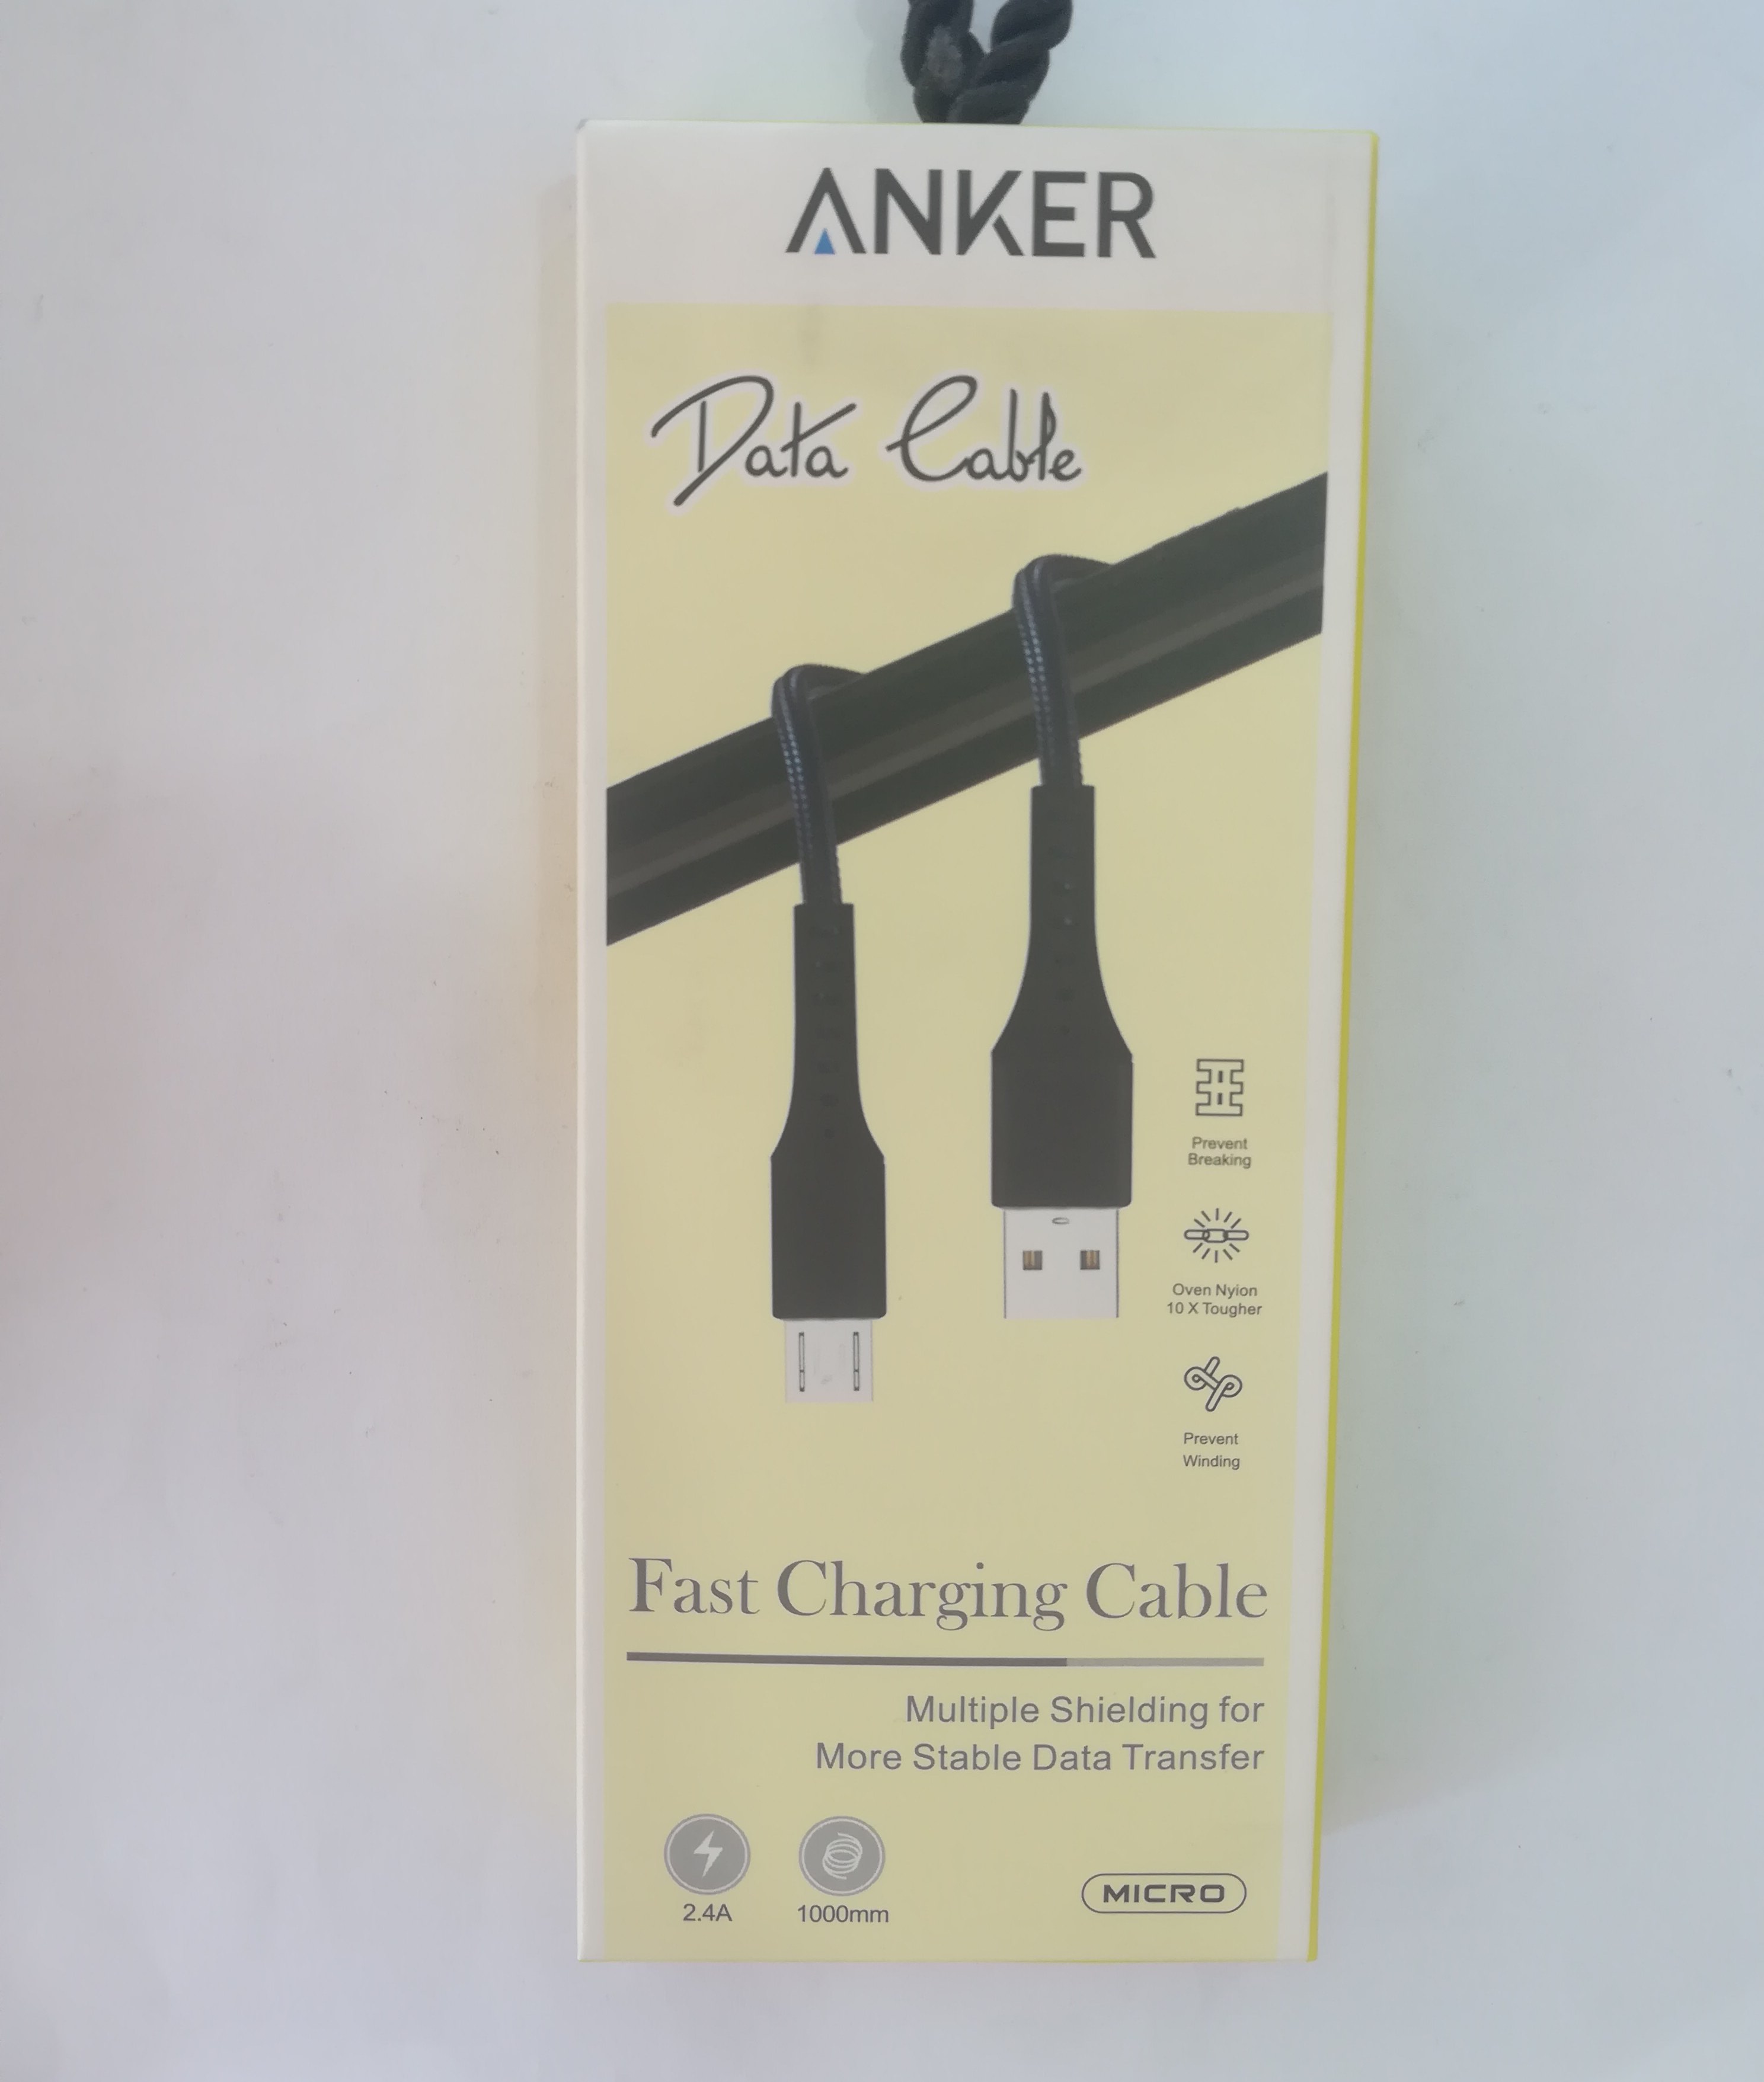 ANKER
Data Cable
Prevent
Breaking
Oven Nyion
10 X Tougher
Prevent
Winding
Fast Charging Cable
Multiple Shielding for
More Stable Data Transfer
2.4A
1000mm
MICRO